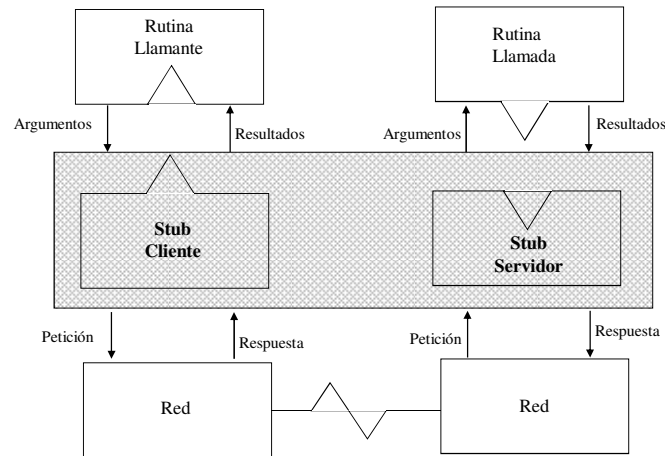 Rutina
Llamante
Rutina
Llamada
Argumentos
Resultados
Argumentos
Resultados
Stub
Cliente
Stub
Servidor
Petición
Respuesta
Petición
Respuesta
Red
Red